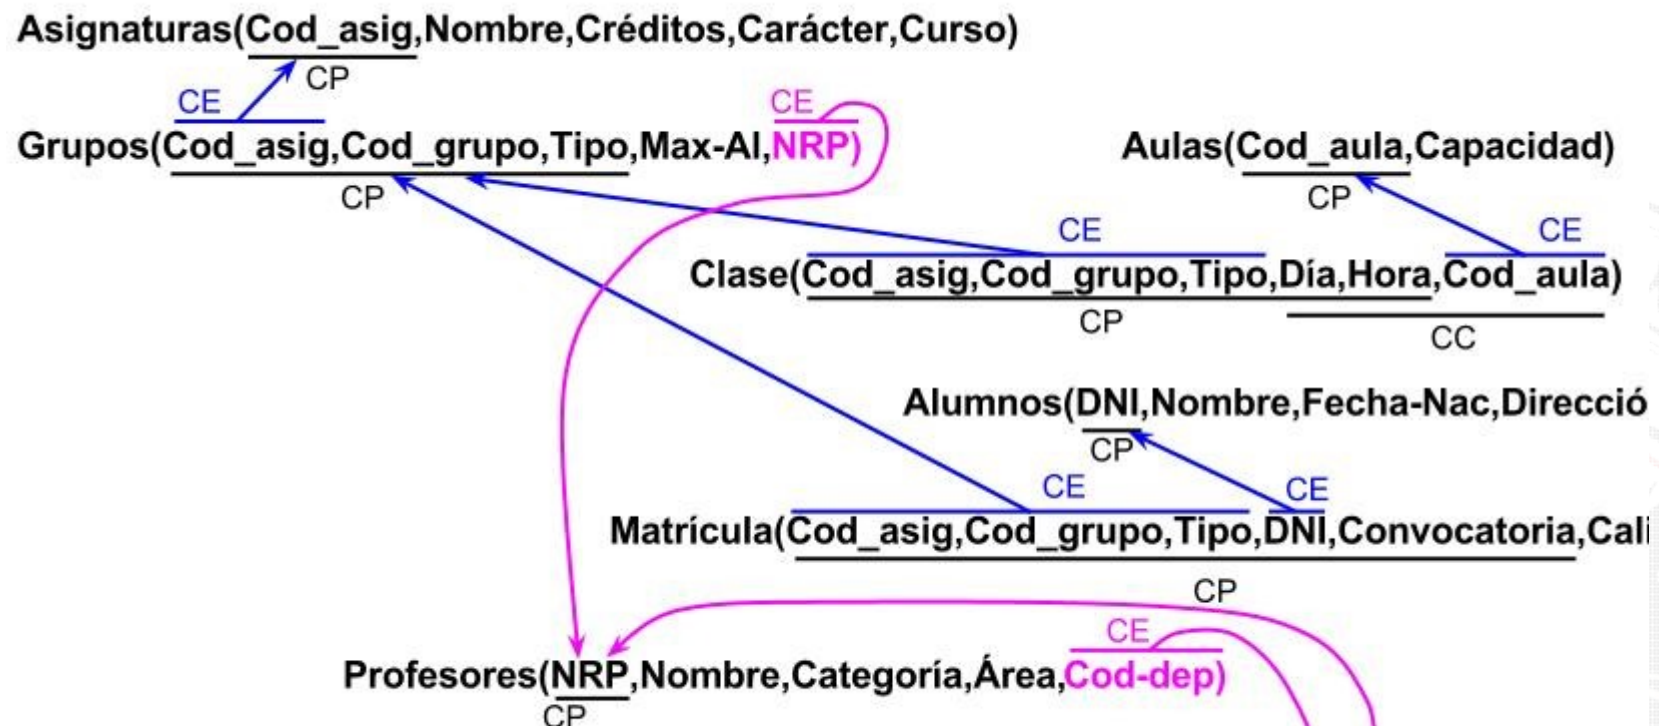 Asignaturas(Cod_asig,Nombre,Créditos,Carácter,Curso)
CP
CE
CE
Grupos(Cod_asig,Cod_grupo,Tipo,Max-Al,NRP)
Aulas(Cod_aula,Capacidad)
CP
CP
CE
CE
Clase(Cod_asig,Cod_grupo,Tipo,Día,Hora,Cod_aula)
CP
CC
Alumnos(DNI,Nombre,Fecha-Nac,Direcció
CP
CE
CE
Matrícula(Cod_asig,Cod_grupo,Tipo,DNI,Convocatoria,Cali
CP
CE
Profesores(NRP,Nombre,Categoría,Área,Cod-dep)
CP